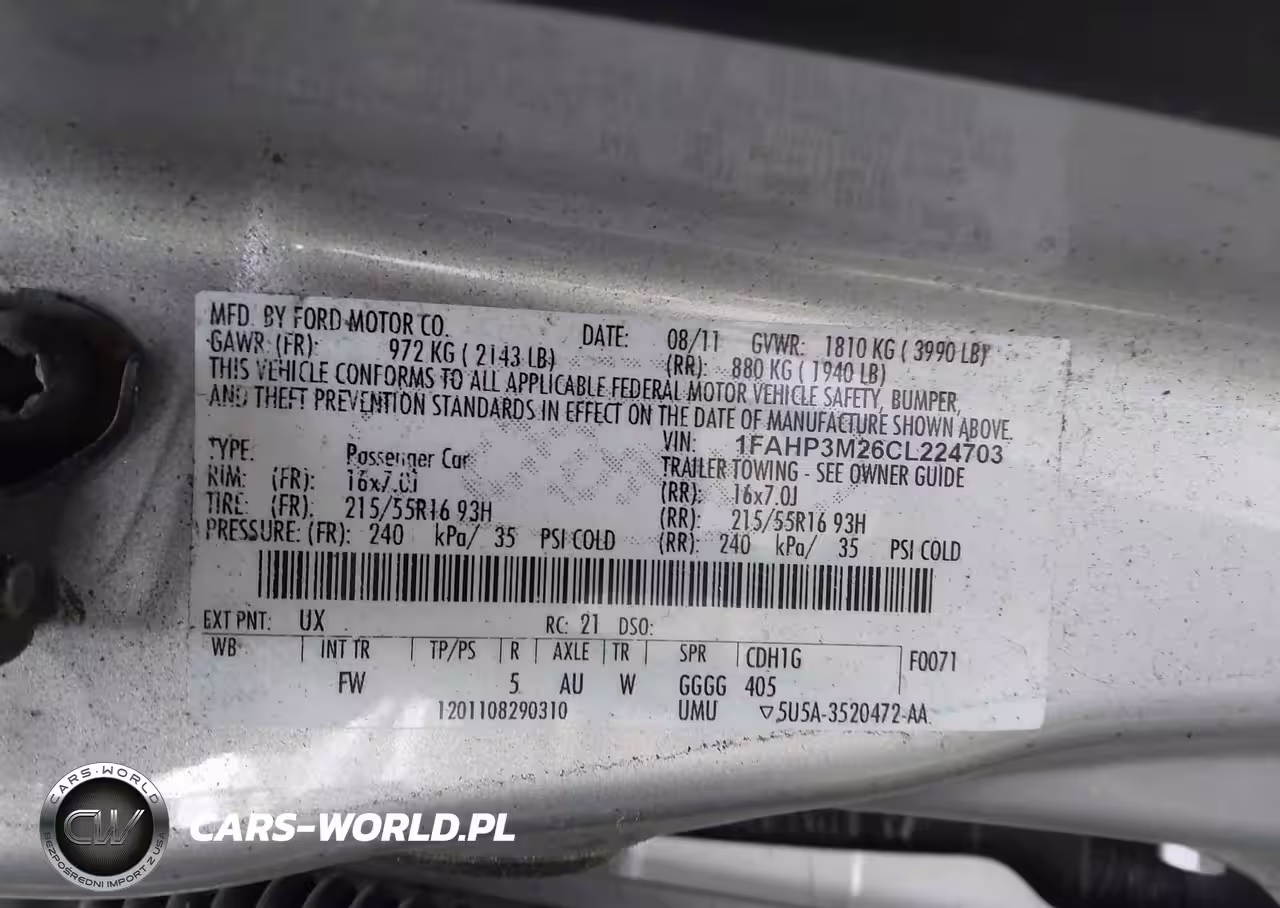 MFD. BY FORD MOTOR CO. DATE: 08/11 GVWR: 1810 KG ( 3990 LB)
GAWR: (FR): 972 KG ( 2143 LB) (RR): 880 KG ( 1940 LB)
THIS VEHICLE CONFORMS TO ALL APPLICABLE FEDERAL MOTOR VEHICLE SAFETY, BUMPER,
AND THEFT PREVENTION STANDARDS IN EFFECT ON THE DATE OF MANUFACTURE SHOWN ABOVE.
VIN: 1FAHP3M26CL224703
TYPE: Passenger Car TRAILER TOWING - SEE OWNER GUIDE
RIM: (FR): 16x7.0J (RR): 16x7.0J
TIRE: (FR): 215/55R16 93H (RR): 215/55R16 93H
PRESSURE: (FR): 240 kPa/ 35 PSI COLD (RR): 240 kPa/ 35 PSI COLD
EXT PNT: UX RC: 21 DSO:
WB INT TR TP/PS R AXLE TR SPR CDH1G F0071
FW 5 AU W GGGG 405
1201108290310 UMU ▽5U5A-3520472-AA
CARS-WORLD
CW
BEZPOŚREDNI IMPORT Z USA
CARS-WORLD.PL